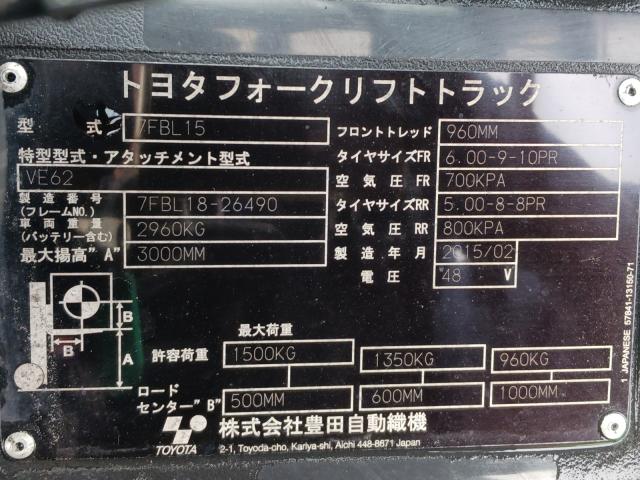 トヨタフォークリフトトラック
型式 7FBL15 フロントトレッド 960MM
特型型式・アタッチメント型式 タイヤサイズFR 6.00-9-10PR
VE62 空気圧 FR 700KPA
製造番号 (フレームNO.) 7FBL18-26490 タイヤサイズRR 5.00-8-8PR
車両重量 (バッテリー含む) 2960KG 空気圧 RR 800KPA
最大揚高"A" 3000MM 製造年月 2015/02
電圧 48 V
B
B
A
最大荷重
許容荷重 1500KG 1350KG 960KG
ロードセンター"B" 500MM 600MM 1000MM
TOYOTA 株式会社豊田自動織機
2-1, Toyoda-cho, Kariya-shi, Aichi 448-8671 Japan
1 JAPANESE 57841-13150-71